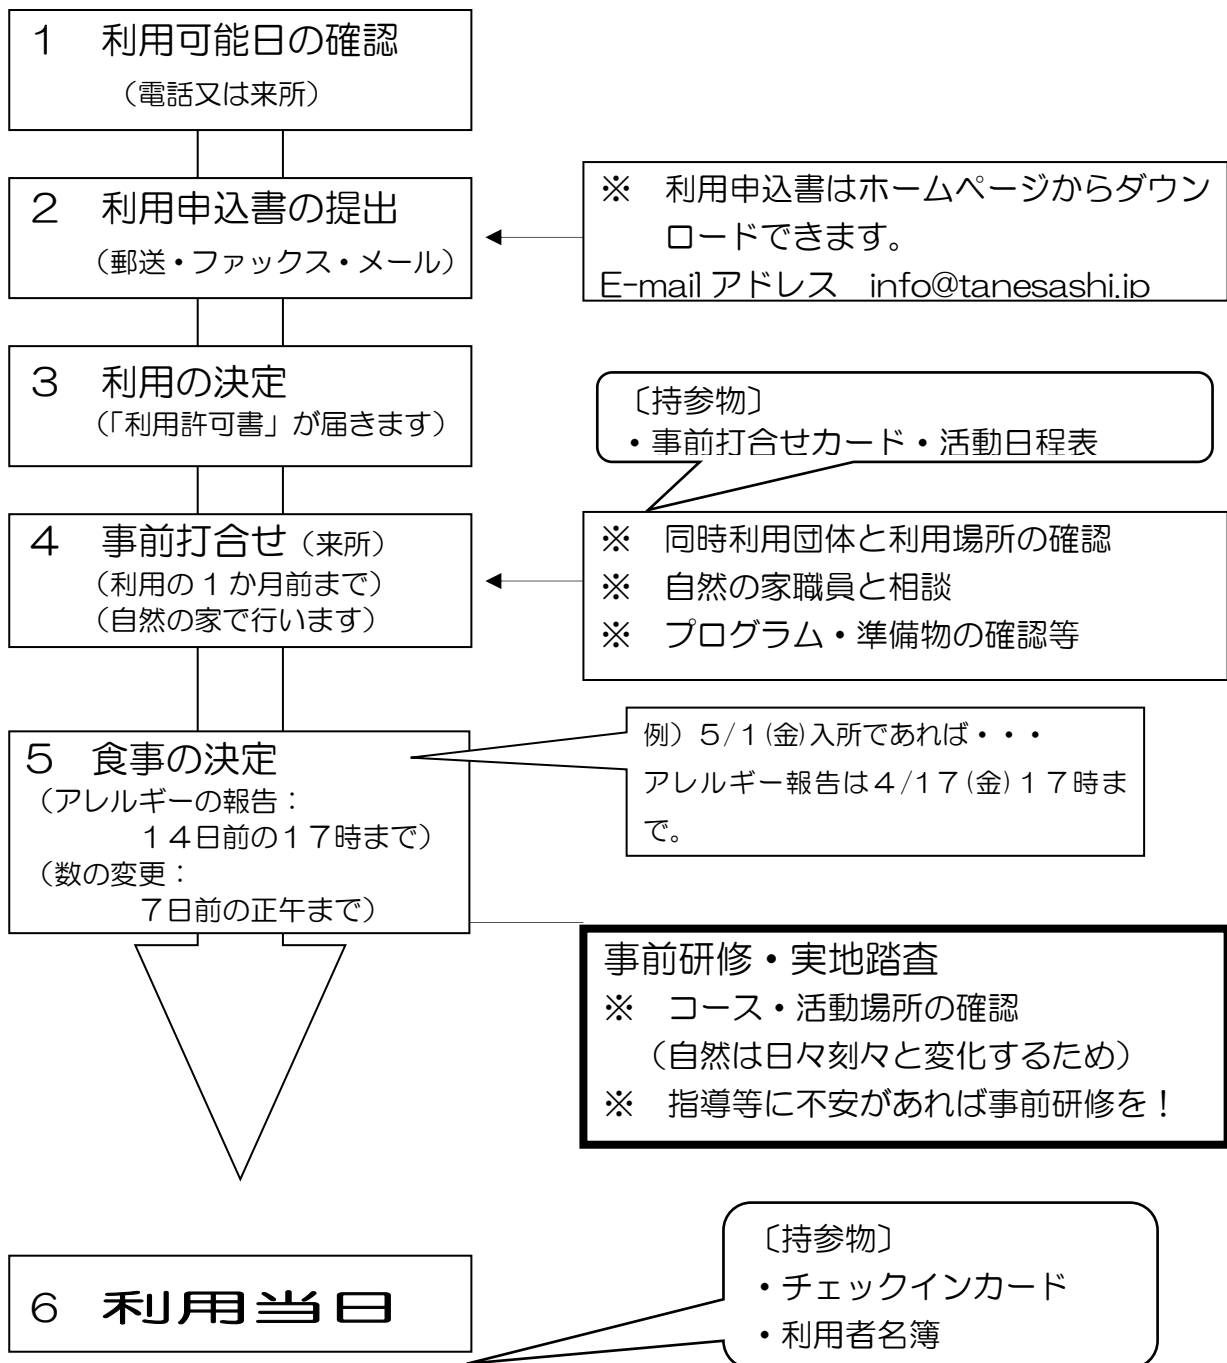 １　利用可能日の確認
（電話又は来所）
２　利用申込書の提出
（郵送・ファックス・メール）
※　利用申込書はホームページからダウン
ロードできます。
E-mail アドレス　info@tanesashi.jp
３　利用の決定
（「利用許可書」が届きます）
〔持参物〕
・事前打合せカード・活動日程表
４　事前打合せ（来所）
（利用の１か月前まで）
（自然の家で行います）
※　同時利用団体と利用場所の確認
※　自然の家職員と相談
※　プログラム・準備物の確認等
５　食事の決定
（アレルギーの報告：
１４日前の１７時まで）
（数の変更：
７日前の正午まで）
例）５/１(金)入所であれば・・・
アレルギー報告は４/17(金)１７時ま
で。
事前研修・実地踏査
※　コース・活動場所の確認
（自然は日々刻々と変化するため）
※　指導等に不安があれば事前研修を！
６　利用当日
〔持参物〕
・チェックインカード
・利用者名簿